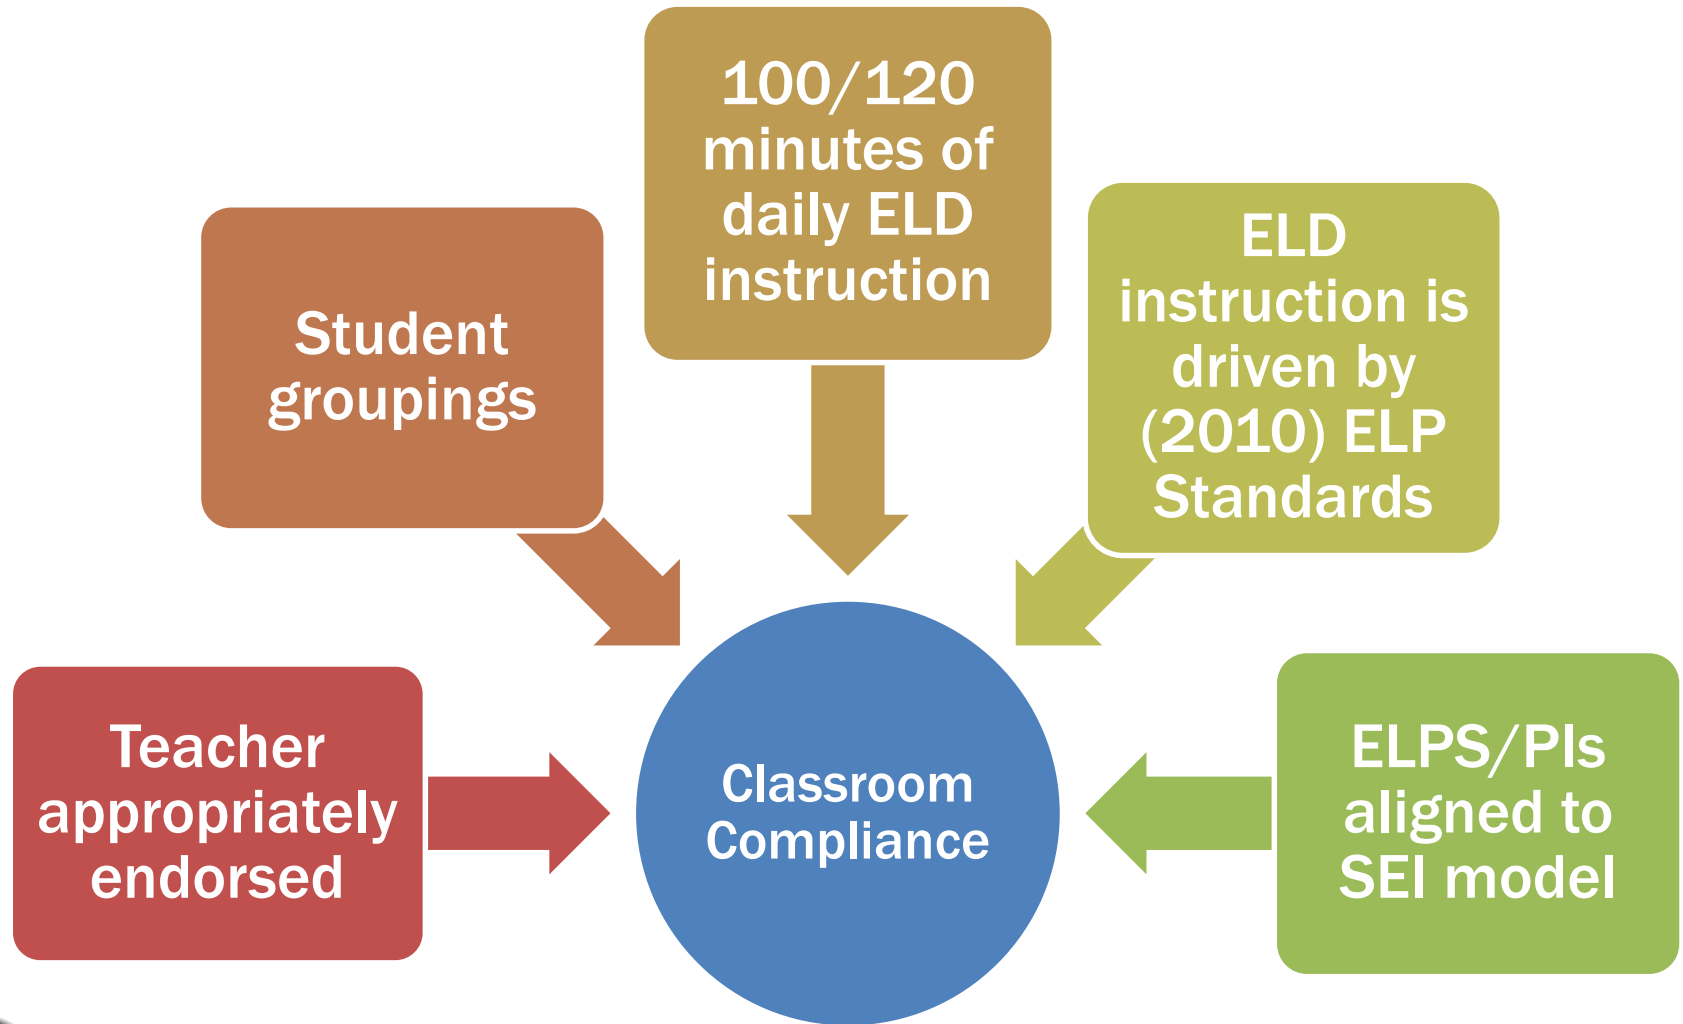 100/120
minutes of
daily ELD
instruction
Student
groupings
ELD
instruction is
driven by
(2010) ELP
Standards
Teacher
appropriately
endorsed
Classroom
Compliance
ELPS/PIs
aligned to
SEI model